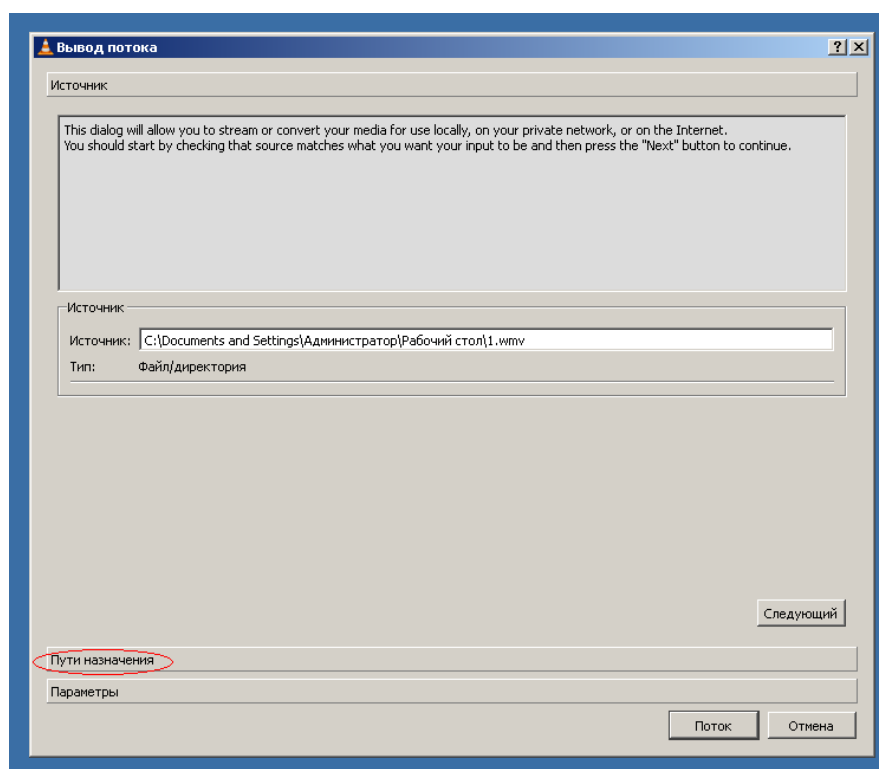 Вывод потока
Источник
This dialog will allow you to stream or convert your media for use locally, on your private network, or on the Internet.
You should start by checking that source matches what you want your input to be and then press the "Next" button to continue.
Источник
Источник: C:\Documents and Settings\Администратор\Рабочий стол\1.wmv
Тип: Файл/директория
Следующий
Пути назначения
Параметры
Поток Отмена